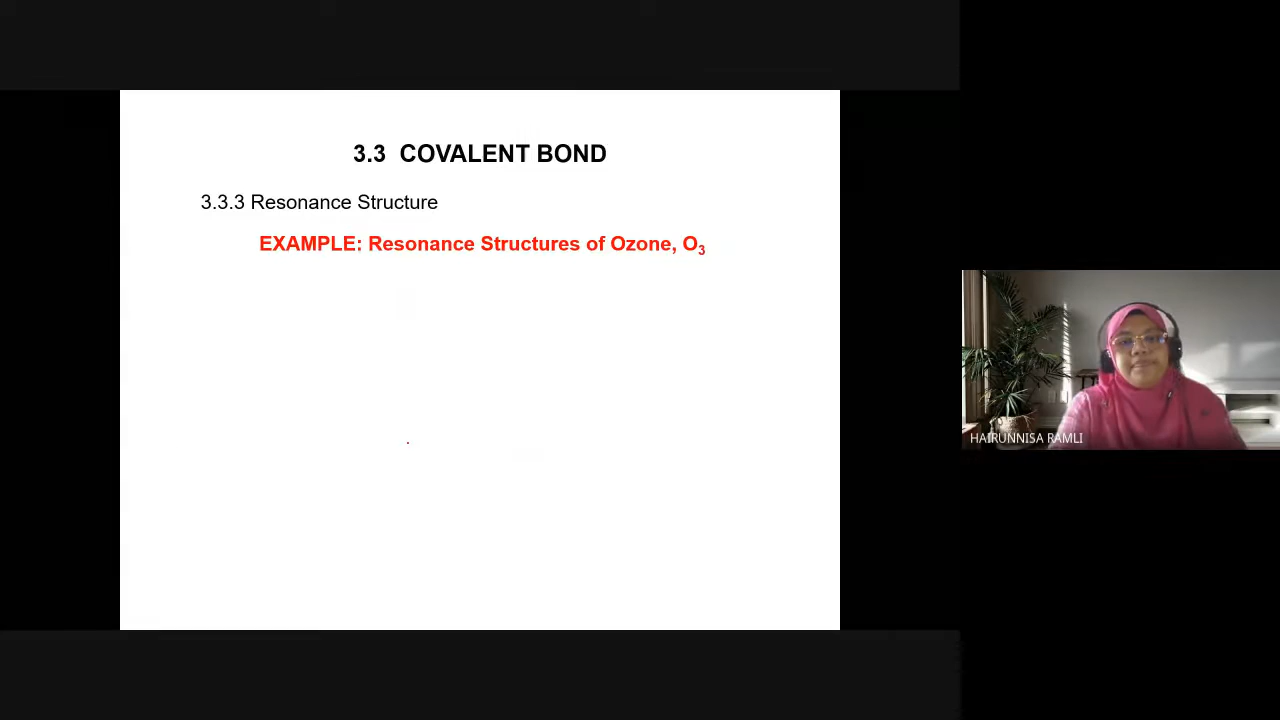 3.3 COVALENT BOND
3.3.3 Resonance Structure
EXAMPLE: Resonance Structures of Ozone, O₃
HAIRUNNISA RAMLI